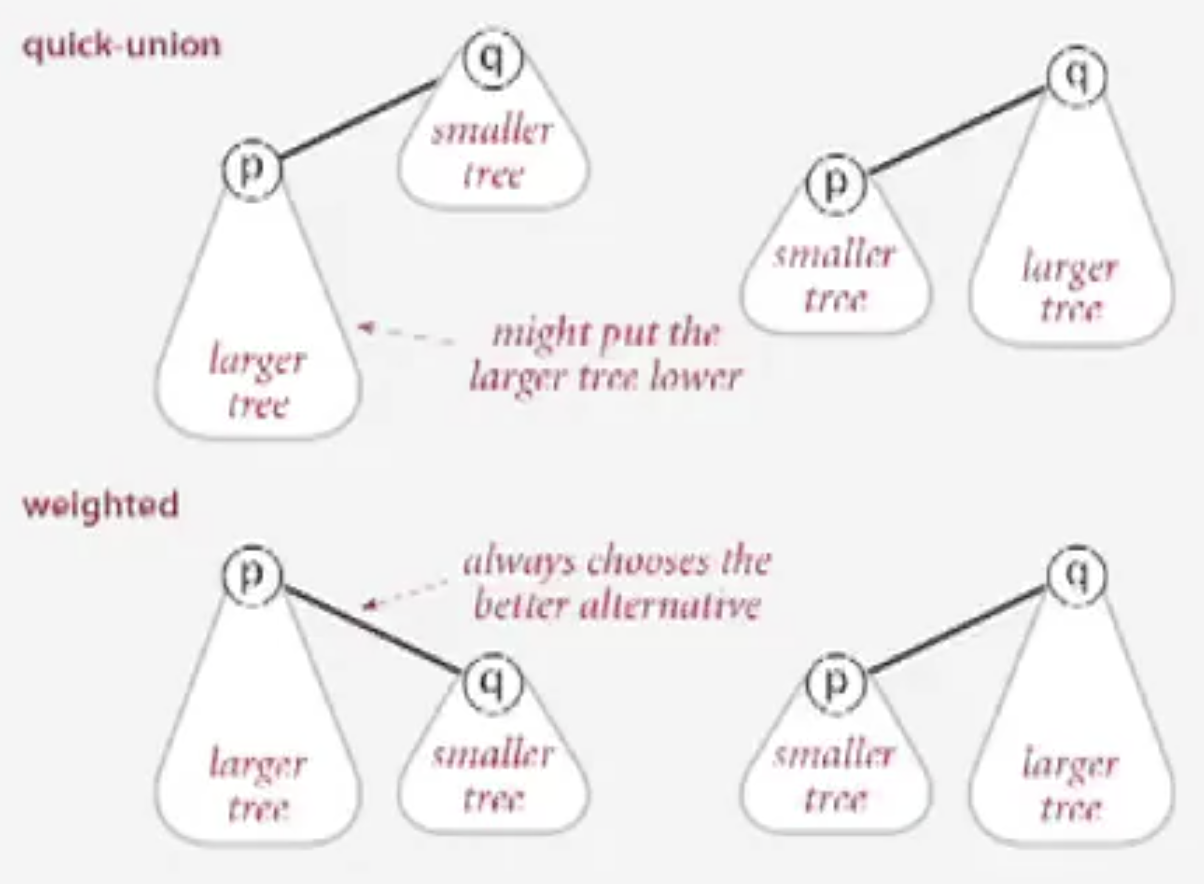 quick-union
q
smaller
tree
p
larger
tree
might put the
larger tree lower
q
p
smaller
tree
larger
tree
weighted
p
larger
tree
always chooses the
better alternative
q
smaller
tree
q
p
smaller
tree
larger
tree